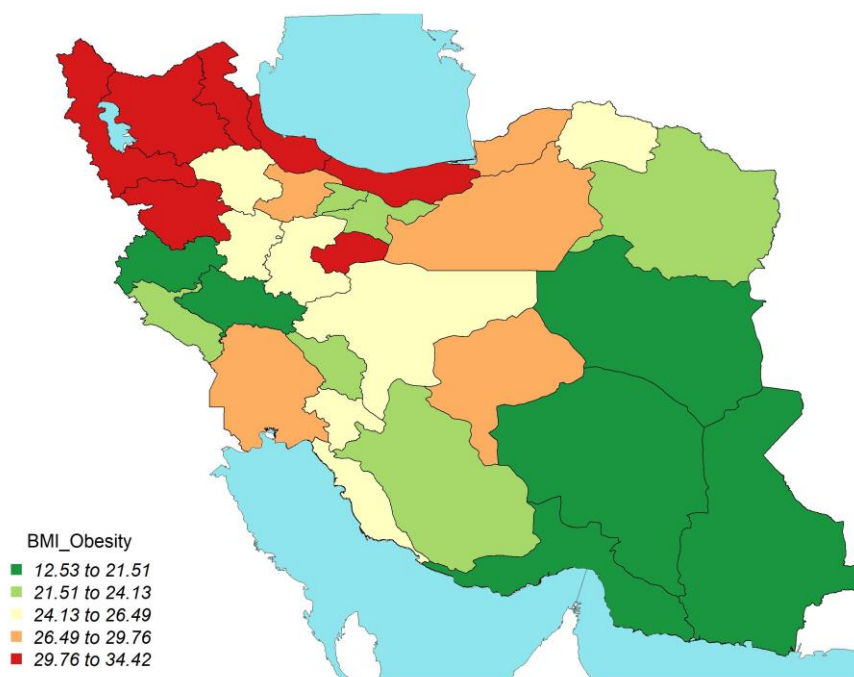 BMI_Obesity
12.53 to 21.51
21.51 to 24.13
24.13 to 26.49
26.49 to 29.76
29.76 to 34.42